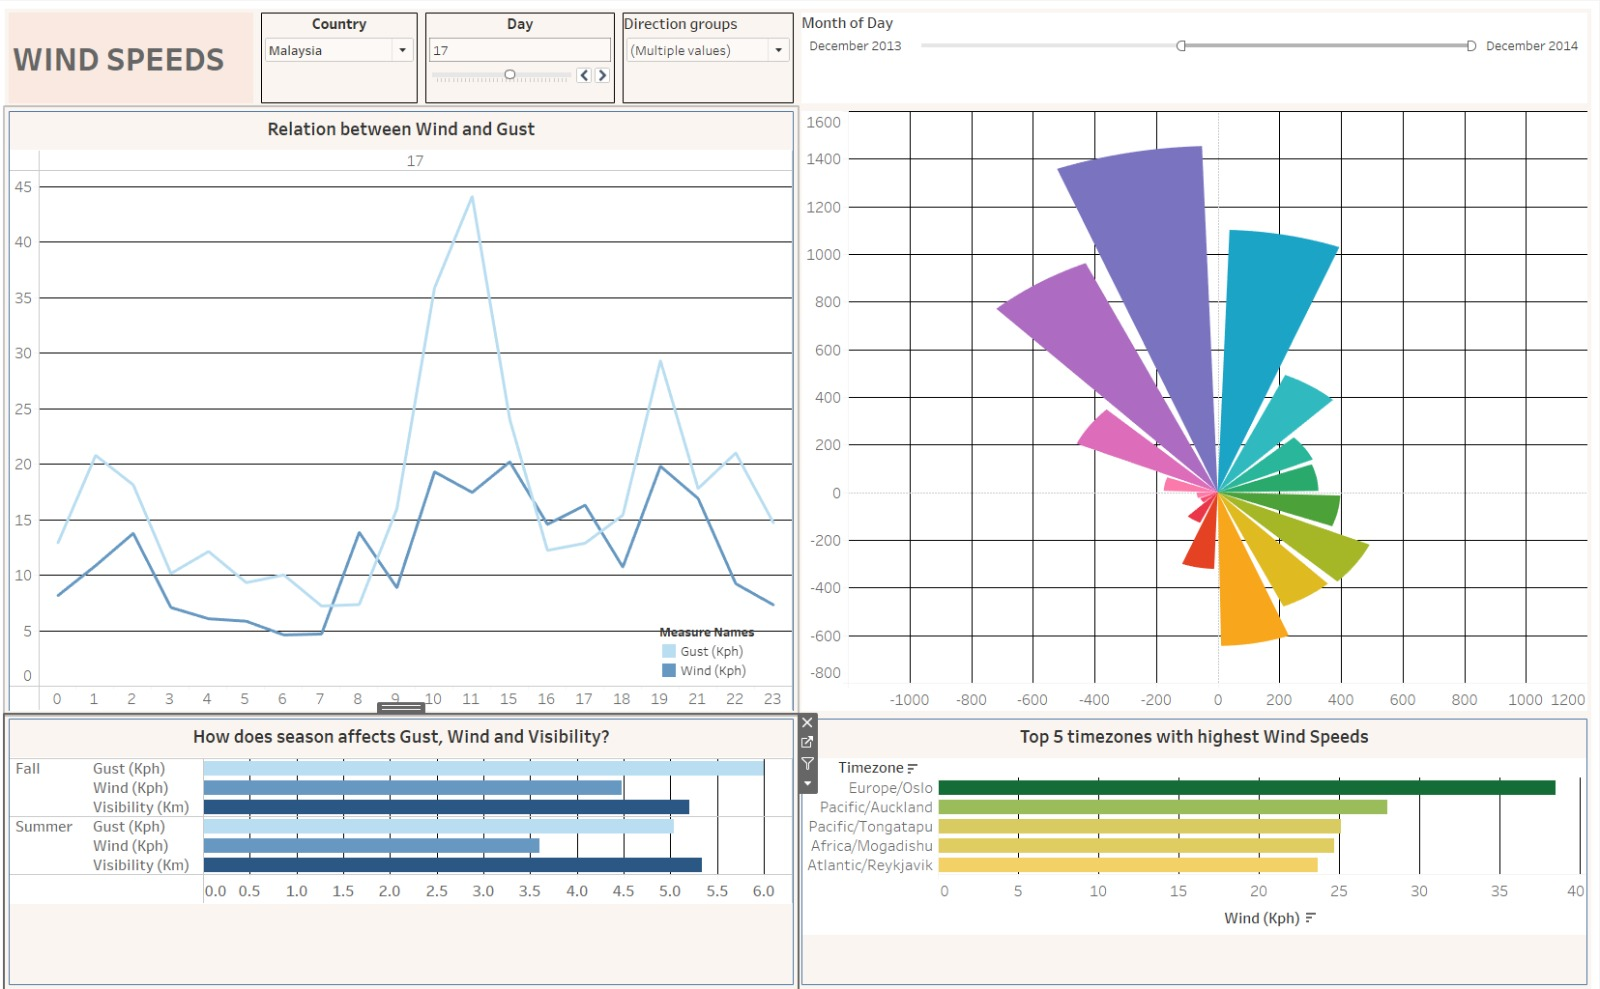 WIND SPEEDS
Country
Malaysia
Day
17
Direction groups
(Multiple values)
Month of Day
December 2013
December 2014
Relation between Wind and Gust
17
45
40
35
30
25
20
15
10
5
0
0 1 2 3 4 5 6 7 8 9 10 11 15 16 17 18 19 21 22 23
Measure Names
Gust (Kph)
Wind (Kph)
1600
1400
1200
1000
800
600
400
200
0
-200
-400
-600
-800
-1000 -800 -600 -400 -200 0 200 400 600 800 1000 1200
How does season affects Gust, Wind and Visibility?
Fall Gust (Kph)
Wind (Kph)
Visibility (Km)
Summer Gust (Kph)
Wind (Kph)
Visibility (Km)
0.0 0.5 1.0 1.5 2.0 2.5 3.0 3.5 4.0 4.5 5.0 5.5 6.0
Top 5 timezones with highest Wind Speeds
Timezone
Europe/Oslo
Pacific/Auckland
Pacific/Tongatapu
Africa/Mogadishu
Atlantic/Reykjavik
0 5 10 15 20 25 30 35 40
Wind (Kph)